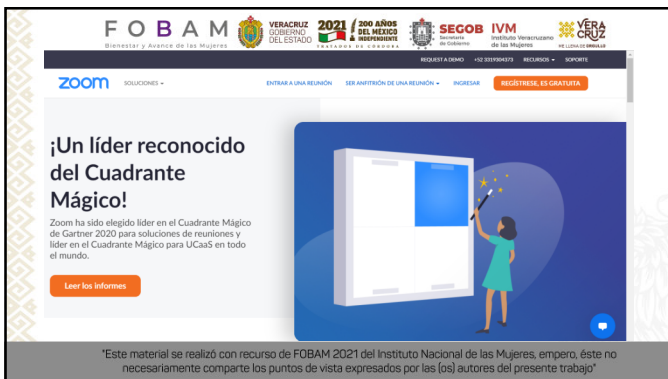 FOBAM
Bienestar y Avance de las Mujeres
VERACRUZ
GOBIERNO
DEL ESTADO
2021
TRATADOS DE CÓRDOBA
200 AÑOS
DEL MÉXICO
INDEPENDIENTE
SEGOB
Secretaría
de Gobierno
IVM
Instituto Veracruzano
de las Mujeres
VERA
CRUZ
ME LLENA DE ORGULLO
REQUEST A DEMO +52 3319304373 RECURSOS SOPORTE
zoom SOLUCIONES ENTRAR A UNA REUNIÓN SER ANFITRIÓN DE UNA REUNIÓN INGRESAR REGÍSTRESE, ES GRATUITA
¡Un líder reconocido
del Cuadrante
Mágico!
Zoom ha sido elegido líder en el Cuadrante Mágico
de Gartner 2020 para soluciones de reuniones y
líder en el Cuadrante Mágico para UCaaS en todo
el mundo.
Leer los informes
"Este material se realizó con recurso de FOBAM 2021 del Instituto Nacional de las Mujeres, empero, éste no
necesariamente comparte los puntos de vista expresados por las (os) autores del presente trabajo"